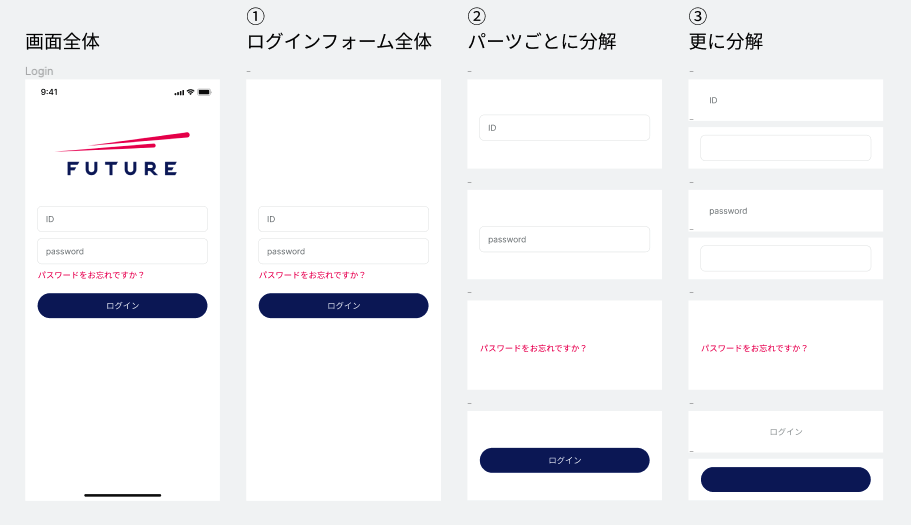 画面全体
Login
9:41
FUTURE
ID
password
パスワードをお忘れですか？
ログイン
①
ログインフォーム全体
–
ID
password
パスワードをお忘れですか？
ログイン
②
パーツごとに分解
–
ID
–
password
–
パスワードをお忘れですか？
–
ログイン
③
更に分解
–
ID
–
–
password
–
–
パスワードをお忘れですか？
–
ログイン
–